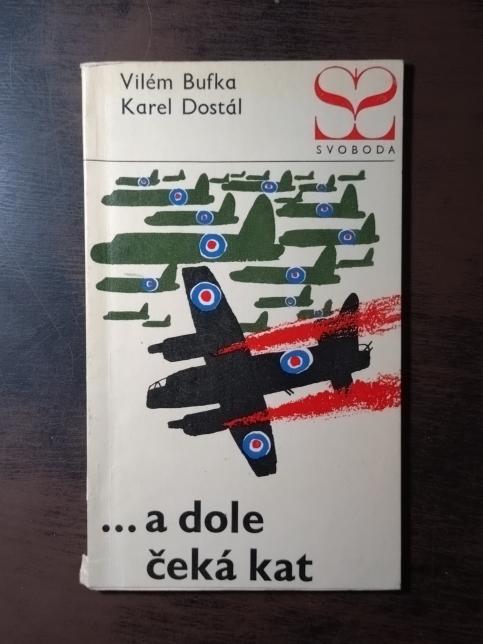 Vilém Bufka
Karel Dostál
SVOBODA
... a dole
čeká kat